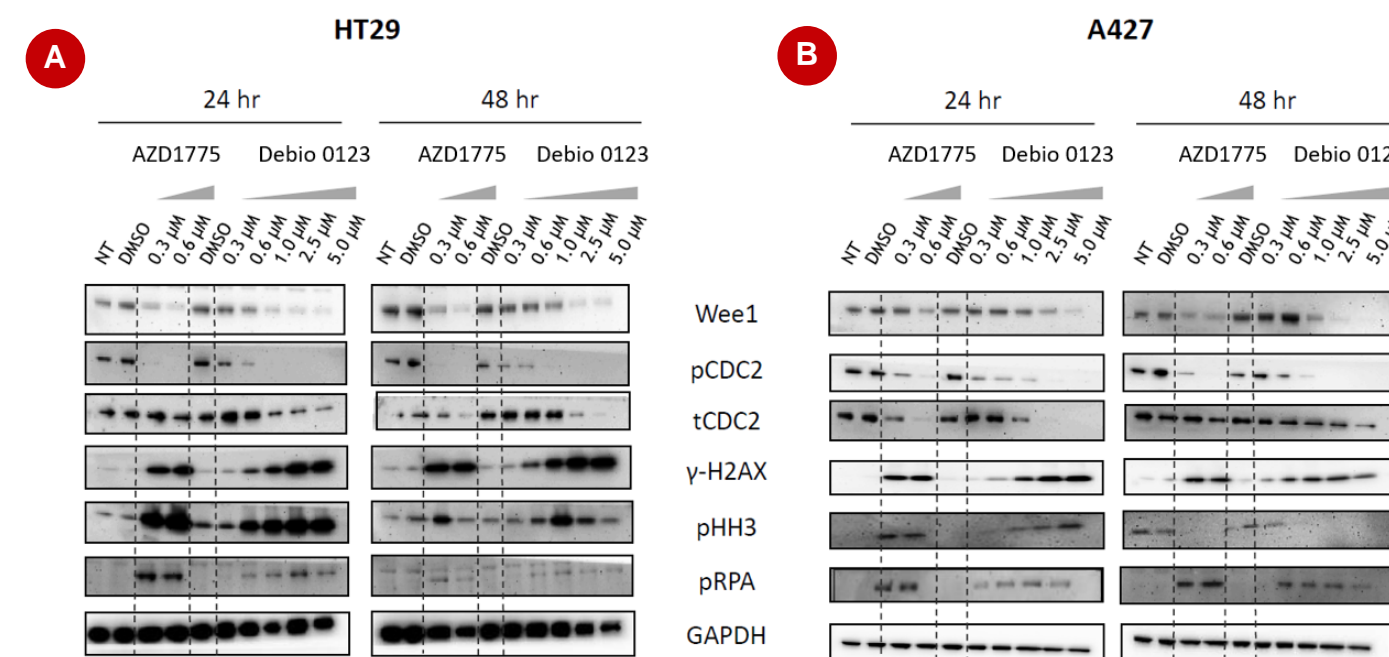 HT29
A427
A
B
24 hr
48 hr
24 hr
48 hr
AZD1775
Debio 0123
AZD1775
Debio 0123
AZD1775
Debio 0123
AZD1775
Debio 012
NT
DMSO
0.3 µM
0.6 µM
DMSO
0.3 µM
0.6 µM
1.0 µM
2.5 µM
5.0 µM
NT
DMSO
0.3 µM
0.6 µM
DMSO
0.3 µM
0.6 µM
1.0 µM
2.5 µM
5.0 µM
NT
DMSO
0.3 µM
0.6 µM
DMSO
0.3 µM
0.6 µM
1.0 µM
2.5 µM
5.0 µM
NT
DMSO
0.3 µM
0.6 µM
DMSO
0.3 µM
0.6 µM
1.0 µM
2.5 µM
5.0 µ
Wee1
pCDC2
tCDC2
γ-H2AX
pHH3
pRPA
GAPDH